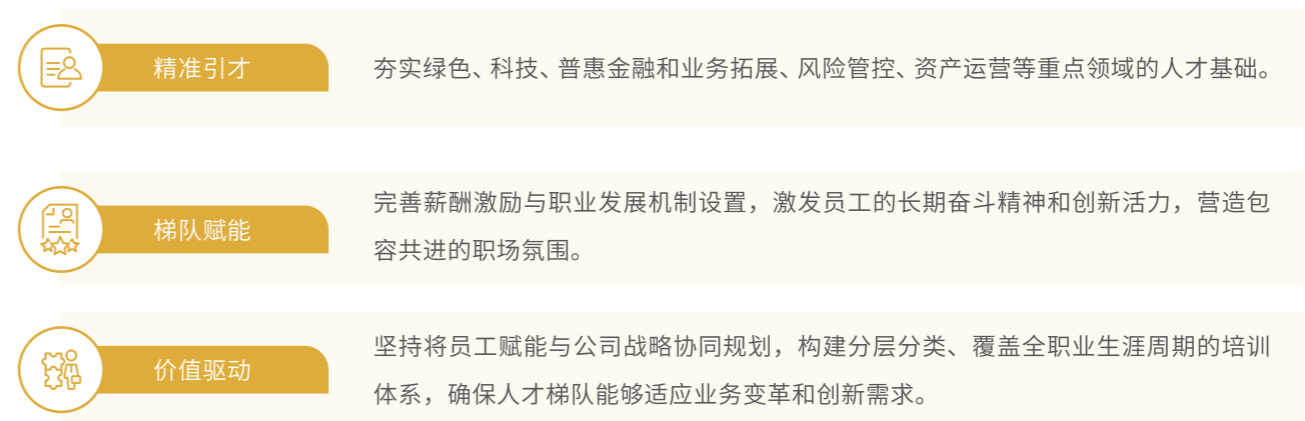 精准引才
夯实绿色、科技、普惠金融和业务拓展、风险管控、资产运营等重点领域的人才基础。
梯队赋能
完善薪酬激励与职业发展机制设置，激发员工的长期奋斗精神和创新活力，营造包
容共进的职场氛围。
价值驱动
坚持将员工赋能与公司战略协同规划，构建分层分类、覆盖全职业生涯周期的培训
体系，确保人才梯队能够适应业务变革和创新需求。